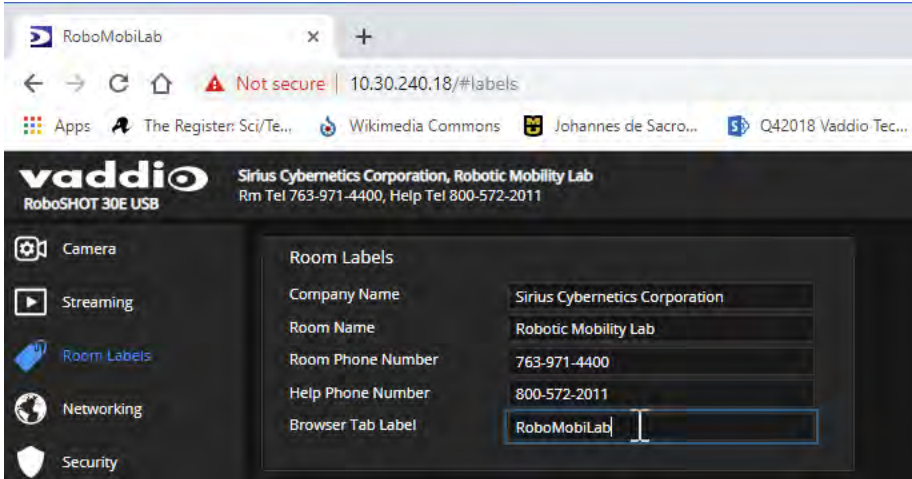 RoboMobiLab
Not secure 10.30.240.18/#labels
Apps The Register: Sci/Te... Wikimedia Commons Johannes de Sacro... Q42018 Vaddio Tec...
vaddio
RoboSHOT 30E USB
Sirius Cybernetics Corporation, Robotic Mobility Lab
Rm Tel 763-971-4400, Help Tel 800-572-2011
Camera
Streaming
Room Labels
Networking
Security
Room Labels
Company Name Sirius Cybernetics Corporation
Room Name Robotic Mobility Lab
Room Phone Number 763-971-4400
Help Phone Number 800-572-2011
Browser Tab Label RoboMobiLab